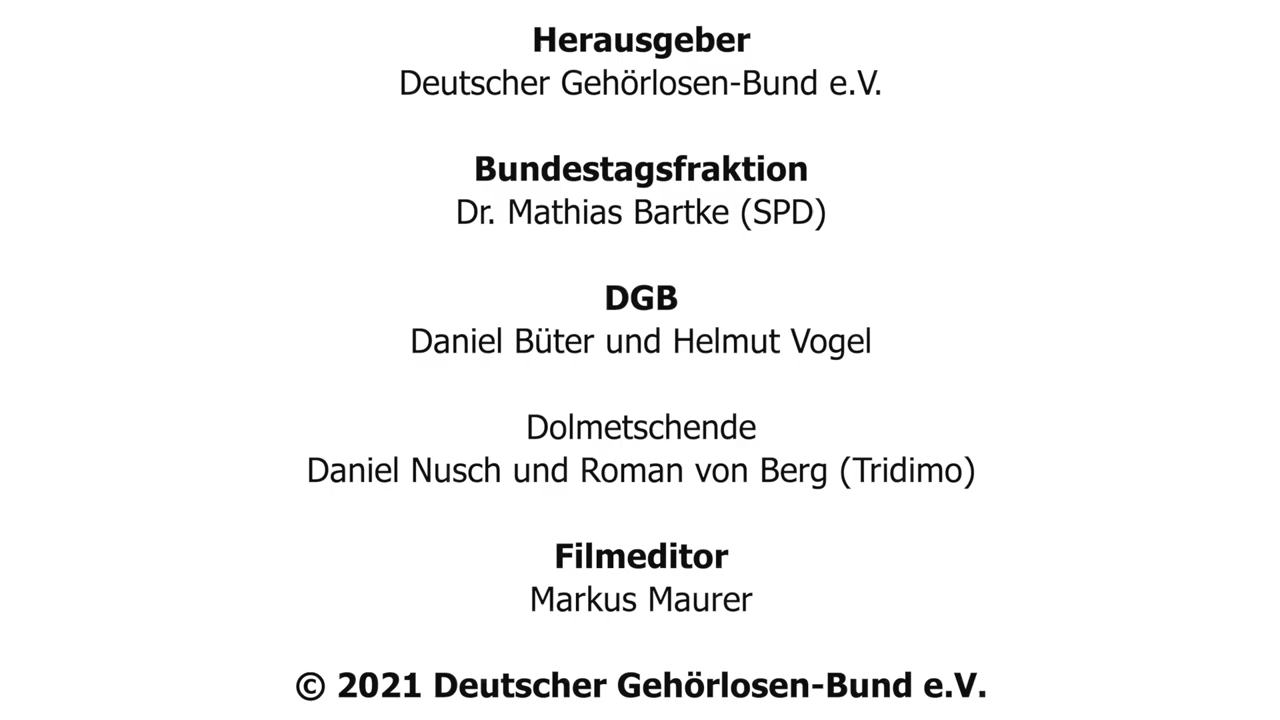 Herausgeber
Deutscher Gehörlosen-Bund e.V.
Bundestagsfraktion
Dr. Mathias Bartke (SPD)
DGB
Daniel Büter und Helmut Vogel
Dolmetschende
Daniel Nusch und Roman von Berg (Tridimo)
Filmeditor
Markus Maurer
© 2021 Deutscher Gehörlosen-Bund e.V.